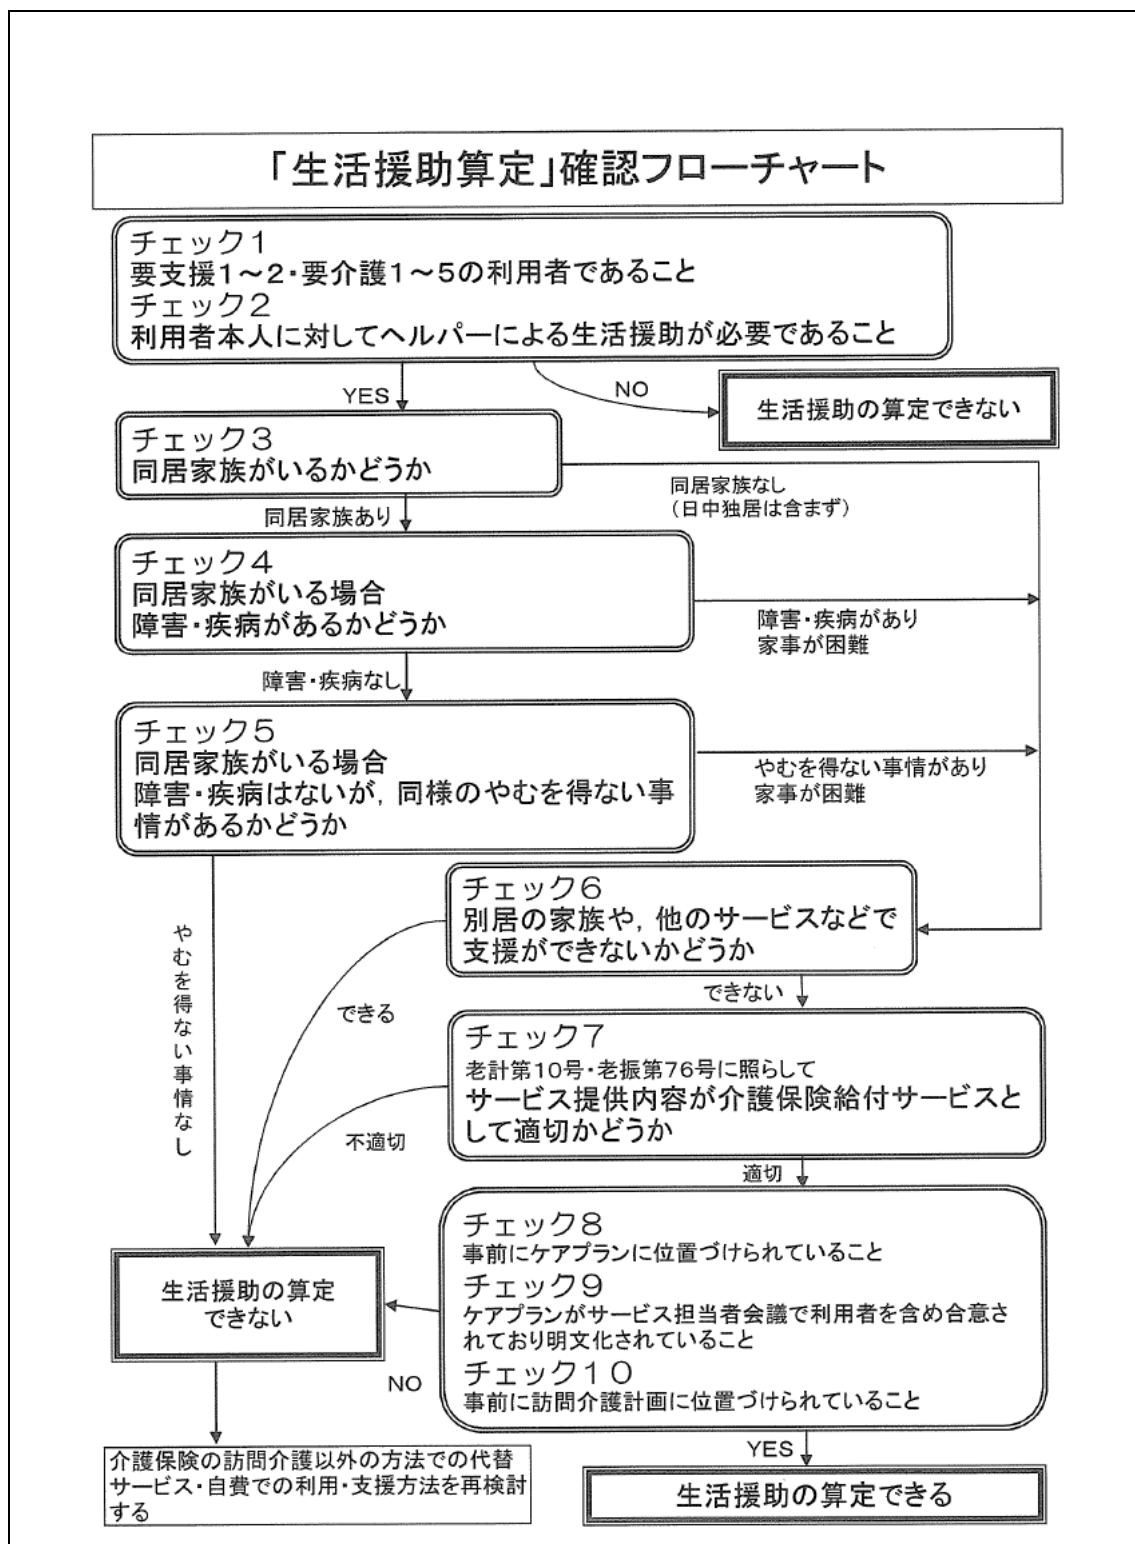 「生活援助算定」確認フローチャート
チェック1
要支援1～2・要介護1～5の利用者であること
チェック2
利用者本人に対してヘルパーによる生活援助が必要であること
YES
NO
生活援助の算定できない
チェック3
同居家族がいるかどうか
同居家族なし
（日中独居は含まず）
同居家族あり
チェック4
同居家族がいる場合
障害・疾病があるかどうか
障害・疾病があり
家事が困難
障害・疾病なし
チェック5
同居家族がいる場合
障害・疾病はないが，同様のやむを得ない事
情があるかどうか
やむを得ない事情があり
家事が困難
やむを得ない事情なし
チェック6
別居の家族や，他のサービスなどで
支援ができないかどうか
できる
できない
チェック7
老計第10号・老振第76号に照らして
サービス提供内容が介護保険給付サービスと
して適切かどうか
不適切
適切
チェック8
事前にケアプランに位置づけられていること
チェック9
ケアプランがサービス担当者会議で利用者を含め合意さ
れており明文化されていること
チェック10
事前に訪問介護計画に位置づけられていること
生活援助の算定
できない
NO
YES
介護保険の訪問介護以外の方法での代替
サービス・自費での利用・支援方法を再検討
する
生活援助の算定できる